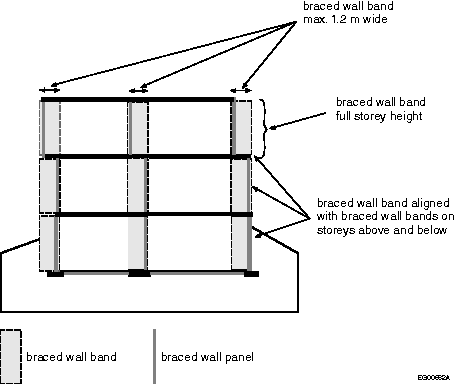 braced wall band
max. 1.2 m wide
braced wall band
full storey height
braced wall band aligned
with braced wall bands on
storeys above and below
braced wall band
braced wall panel
EG00662A